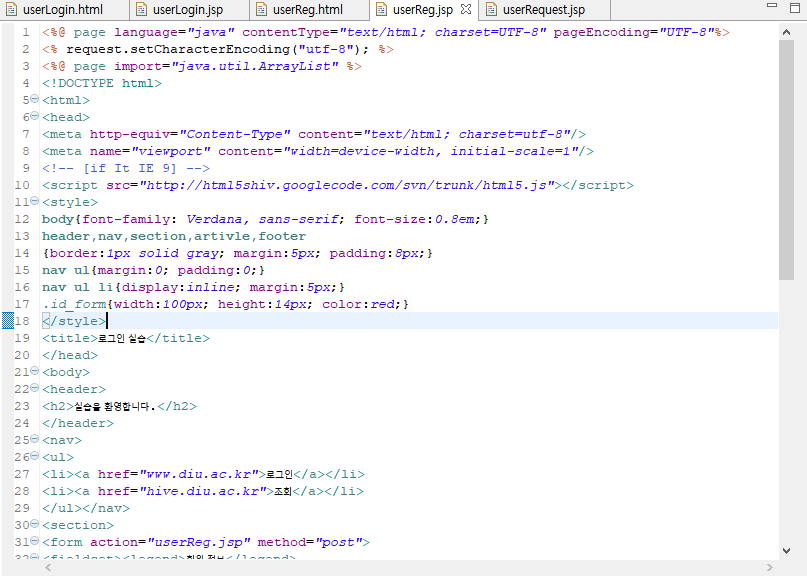 userLogin.html userLogin.jsp userReg.html userReg.jsp userRequest.jsp
1 <%@ page language="java" contentType="text/html; charset=UTF-8" pageEncoding="UTF-8"%>
2 <% request.setCharacterEncoding("utf-8"); %>
3 <%@ page import="java.util.ArrayList" %>
4 <!DOCTYPE html>
5 <html>
6 <head>
7 <meta http-equiv="Content-Type" content="text/html; charset=utf-8"/>
8 <meta name="viewport" content="width=device-width, initial-scale=1"/>
9 <!-- [if It IE 9] -->
10 <script src="http://html5shiv.googlecode.com/svn/trunk/html5.js"></script>
11 <style>
12 body{font-family: Verdana, sans-serif; font-size:0.8em;}
13 header,nav,section,artivle,footer
14 {border:1px solid gray; margin:5px; padding:8px;}
15 nav ul{margin:0; padding:0;}
16 nav ul li{display:inline; margin:5px;}
17 .id_form{width:100px; height:14px; color:red;}
18 </style>
19 <title>로그인 실습</title>
20 </head>
21 <body>
22 <header>
23 <h2>실습을 환영합니다.</h2>
24 </header>
25 <nav>
26 <ul>
27 <li><a href="www.diu.ac.kr">로그인</a></li>
28 <li><a href="hive.diu.ac.kr">조회</a></li>
29 </ul></nav>
30 <section>
31 <form action="userReg.jsp" method="post">
32 <fieldset><legend>회원 정보</legend>